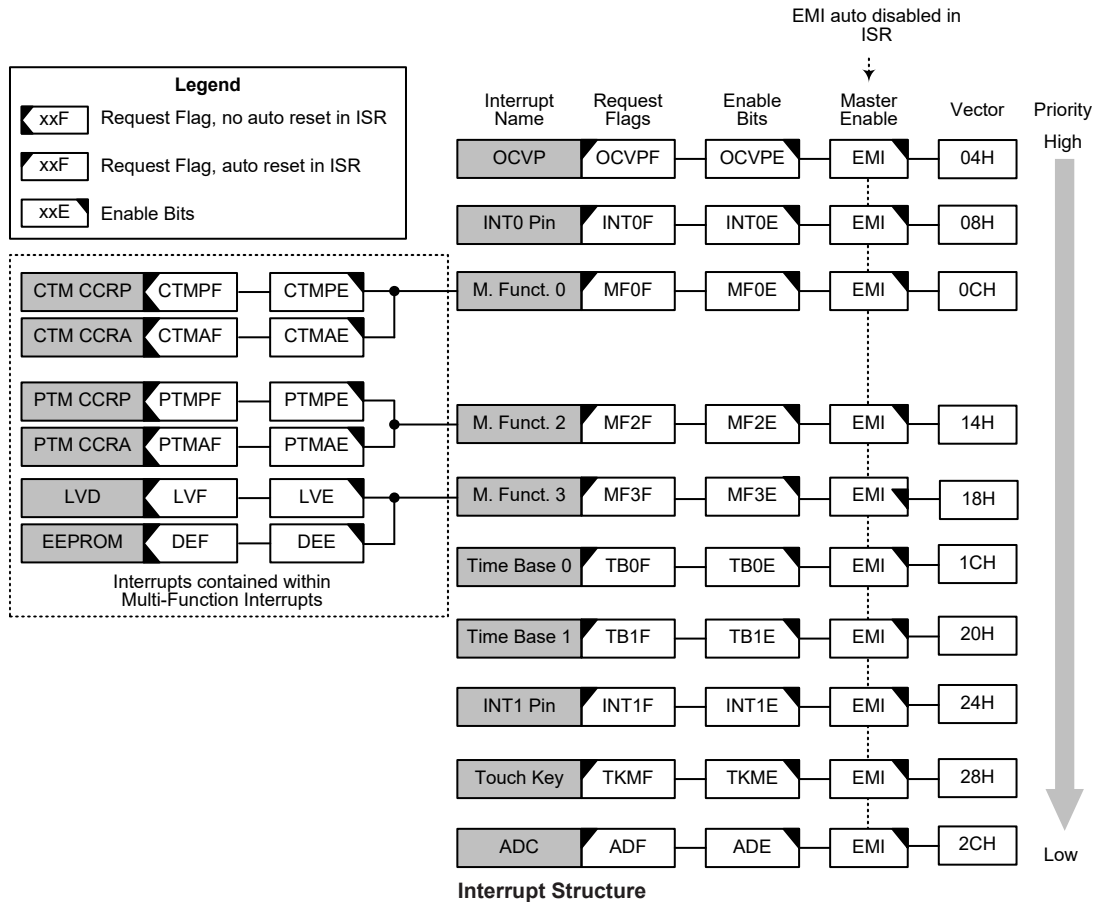 EMI auto disabled in
ISR
Legend
xxF Request Flag, no auto reset in ISR
xxF Request Flag, auto reset in ISR
xxE Enable Bits
Interrupt
Name
Request
Flags
Enable
Bits
Master
Enable
Vector
Priority
High
OCVP OCVPF OCVPE EMI 04H
INT0 Pin INT0F INT0E EMI 08H
CTM CCRP CTMPF CTMPE M. Funct. 0 MF0F MF0E EMI 0CH
CTM CCRA CTMAF CTMAE
PTM CCRP PTMPF PTMPE
M. Funct. 2 MF2F MF2E EMI 14H
PTM CCRA PTMAF PTMAE
LVD LVF LVE M. Funct. 3 MF3F MF3E EMI 18H
EEPROM DEF DEE
Interrupts contained within
Multi-Function Interrupts
Time Base 0 TB0F TB0E EMI 1CH
Time Base 1 TB1F TB1E EMI 20H
INT1 Pin INT1F INT1E EMI 24H
Touch Key TKMF TKME EMI 28H
ADC ADF ADE EMI 2CH
Low
Interrupt Structure